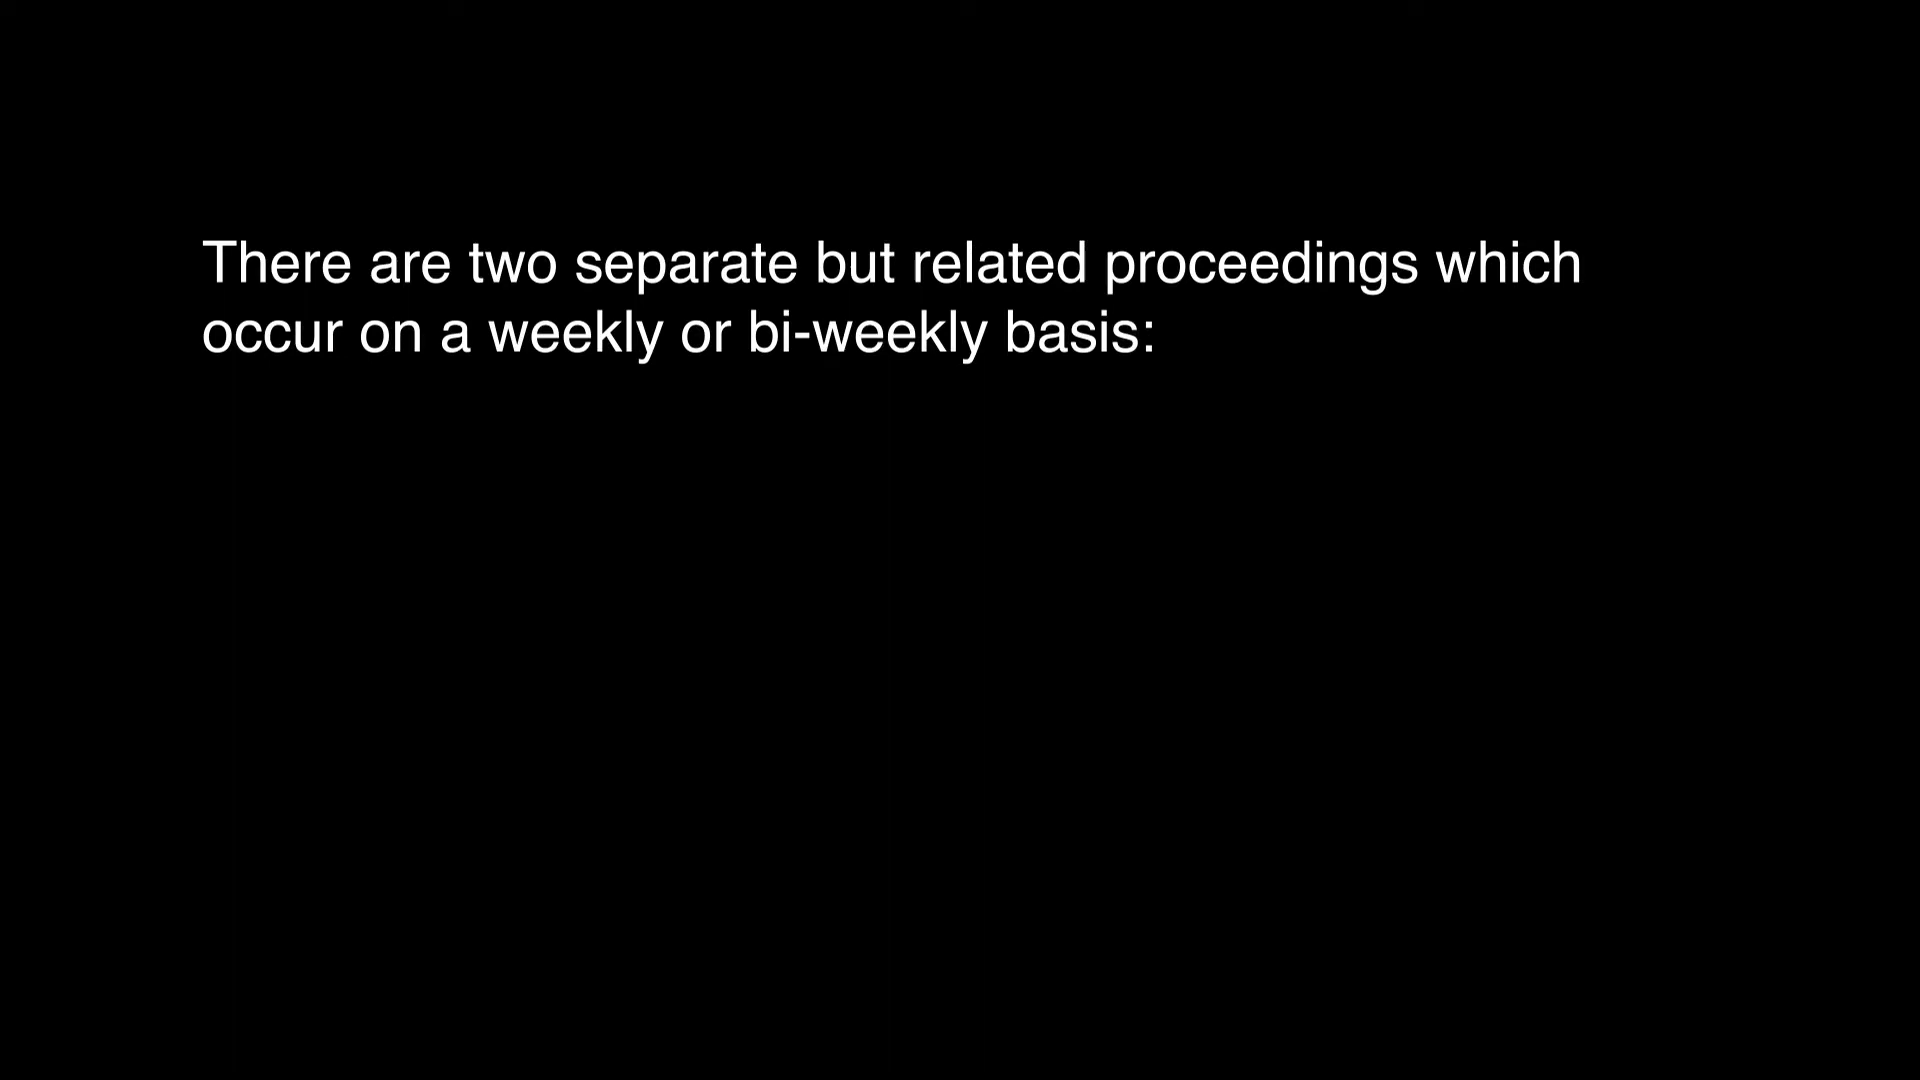 There are two separate but related proceedings which
occur on a weekly or bi-weekly basis: